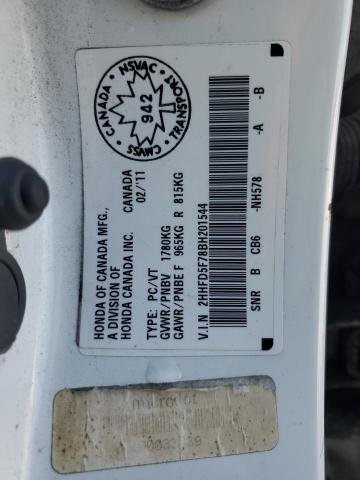 HONDA OF CANADA MFG.,
A DIVISION OF
HONDA CANADA INC. CANADA
02/'11
TYPE: PC/VT
GVWR/PNBV 1780KG
GAWR/PNBE F 965KG R 815KG
V.I.N 2HHFD5F78BH201544
SNR B CB6 -NH578 -A -B
CANADA
NSVAC
TRANSPORT
CMVSS
942
microdot